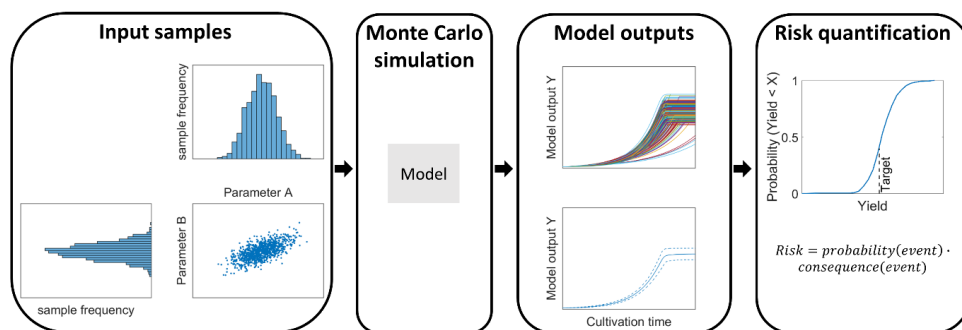 Input samples
sample frequency
Parameter A
Parameter B
sample frequency
Monte Carlo
simulation
Model
Model outputs
Model output Y
Model output Y
Cultivation time
Risk quantification
Probability (Yield < X)
1
0.5
0
Target
Yield
Risk = probability(event) ·
consequence(event)